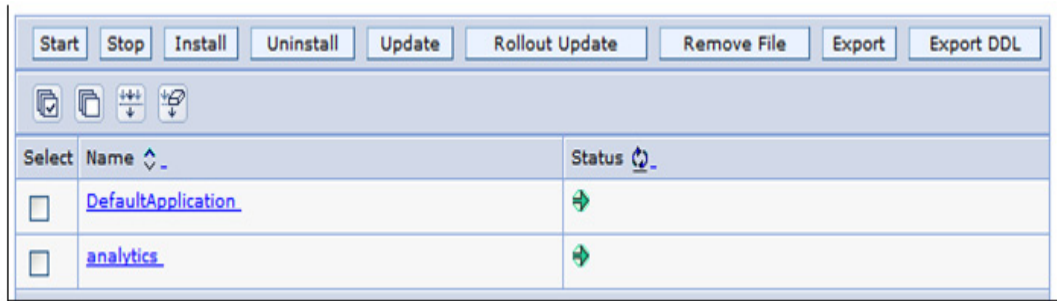 Start Stop Install Uninstall Update Rollout Update Remove File Export Export DDL
Select Name Status
DefaultApplication
analytics